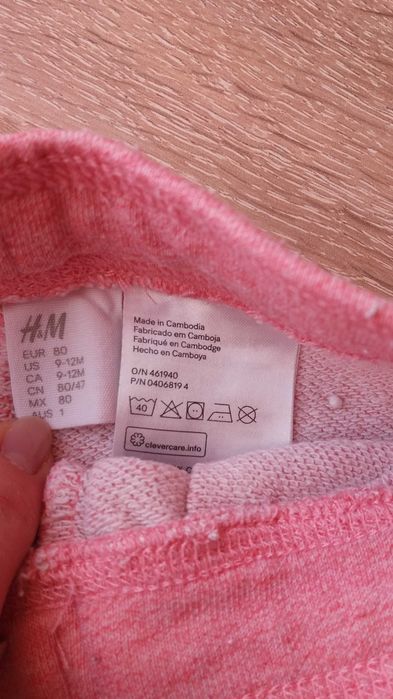 H&M
EUR 80
US 9-12M
CA 9-12M
CN 80/47
MX 80
AUS 1
Made in Cambodia
Fabricado em Camboja
Fabriqué en Cambodge
Hecho en Camboya
O/N 461940
P/N 0406819 4
40
clevercare.info